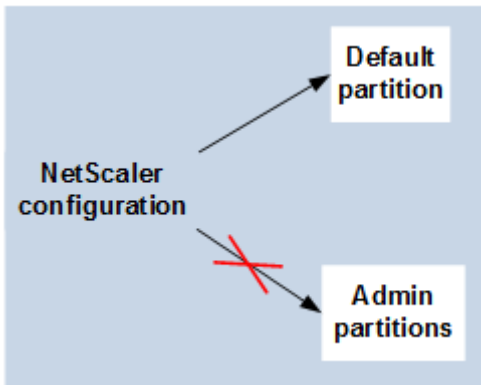 Default
partition
NetScaler
configuration
Admin
partitions